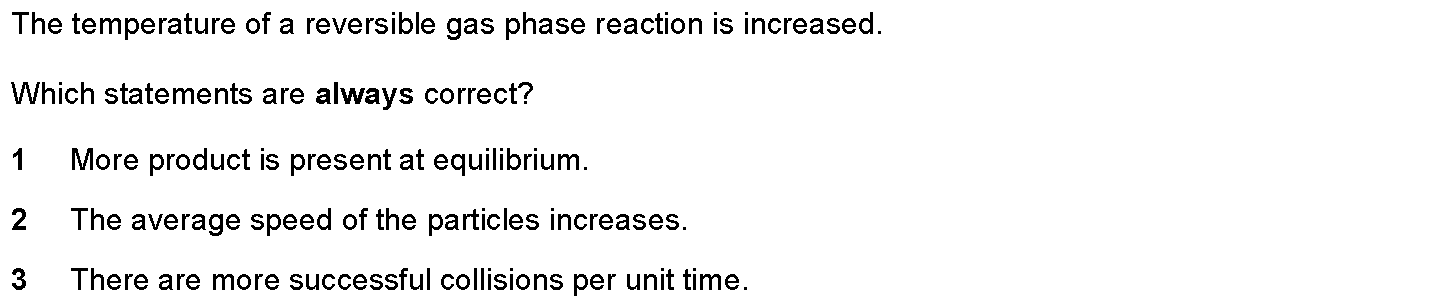 The temperature of a reversible gas phase reaction is increased.
Which statements are always correct?
1 More product is present at equilibrium.
2 The average speed of the particles increases.
3 There are more successful collisions per unit time.